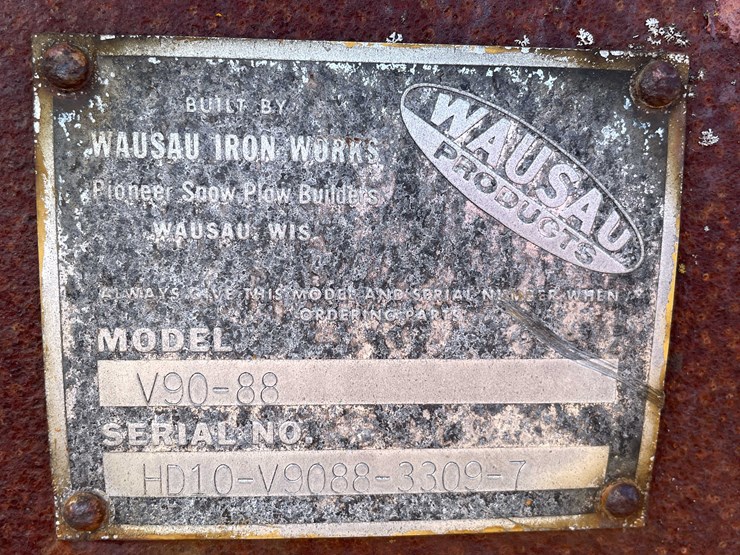 BUILT BY
WAUSAU IRON WORKS
Pioneer Snow Plow Builders
WAUSAU, WIS.
WAUSAU
PRODUCTS
ALWAYS GIVE THIS MODEL AND SERIAL NUMBER WHEN
ORDERING PARTS
MODEL
V90-88
SERIAL NO.
HD10-V9088-3309-7